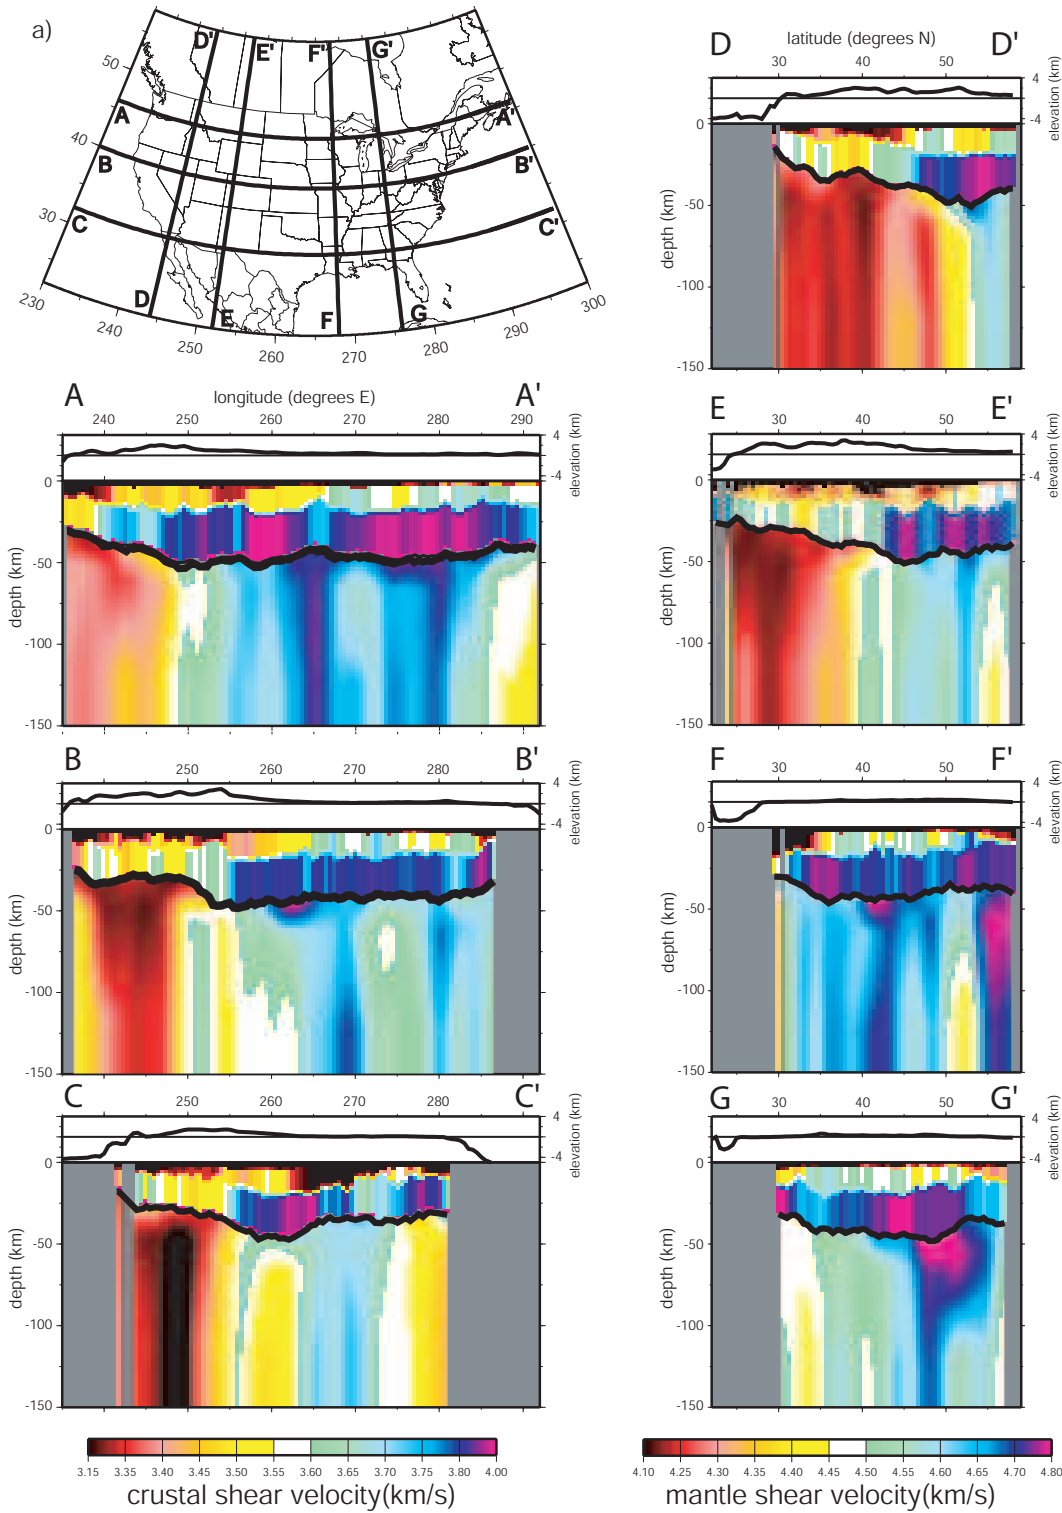 a)
D'
E'
F'
G'
A
A'
B
B'
C
C'
D
E
F
G
50
40
30
230
240
250
260
270
280
290
300
D
latitude (degrees N)
D'
30
40
50
4
-4
elevation (km)
0
-50
-100
-150
depth (km)
A
longitude (degrees E)
A'
240
250
260
270
280
290
4
-4
elevation (km)
0
-50
-100
-150
depth (km)
E
E'
30
40
50
4
-4
elevation (km)
0
-50
-100
-150
depth (km)
B
B'
250
260
270
280
4
-4
elevation (km)
0
-50
-100
-150
depth (km)
F
F'
30
40
50
4
-4
elevation (km)
0
-50
-100
-150
depth (km)
C
C'
250
260
270
280
4
-4
elevation (km)
0
-50
-100
-150
depth (km)
G
G'
30
40
50
4
-4
elevation (km)
0
-50
-100
-150
depth (km)
3.15 3.35 3.40 3.45 3.50 3.55 3.60 3.65 3.70 3.75 3.80 4.00
crustal shear velocity(km/s)
4.10 4.25 4.30 4.40 4.45 4.50 4.55 4.60 4.65 4.70 4.80
mantle shear velocity(km/s)